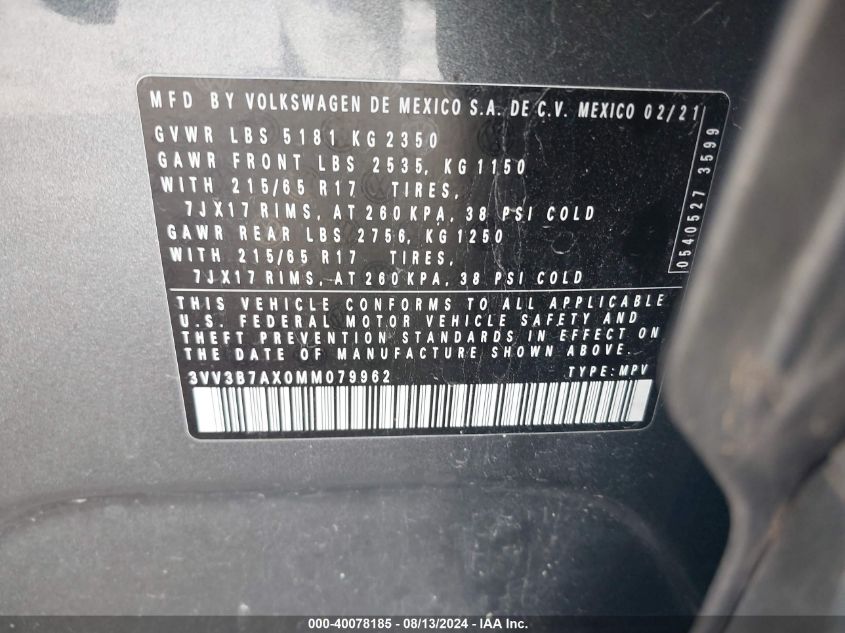 MFD BY VOLKSWAGEN DE MEXICO S.A. DE C.V. MEXICO 02/21
GVWR LBS 5181 KG 2350
GAWR FRONT LBS 2535, KG 1150
WITH 215/65 R17 TIRES,
7JX17 RIMS, AT 260 KPA, 38 PSI COLD
GAWR REAR LBS 2756, KG 1250
WITH 215/65 R17 TIRES,
7JX17 RIMS, AT 260 KPA, 38 PSI COLD
0540527 3599
THIS VEHICLE CONFORMS TO ALL APPLICABLE
U.S. FEDERAL MOTOR VEHICLE SAFETY AND
THEFT PREVENTION STANDARDS IN EFFECT ON
THE DATE OF MANUFACTURE SHOWN ABOVE.
3VV3B7AX0MM079962 TYPE: MPV
000-40078185 - 08/13/2024 - IAA Inc.